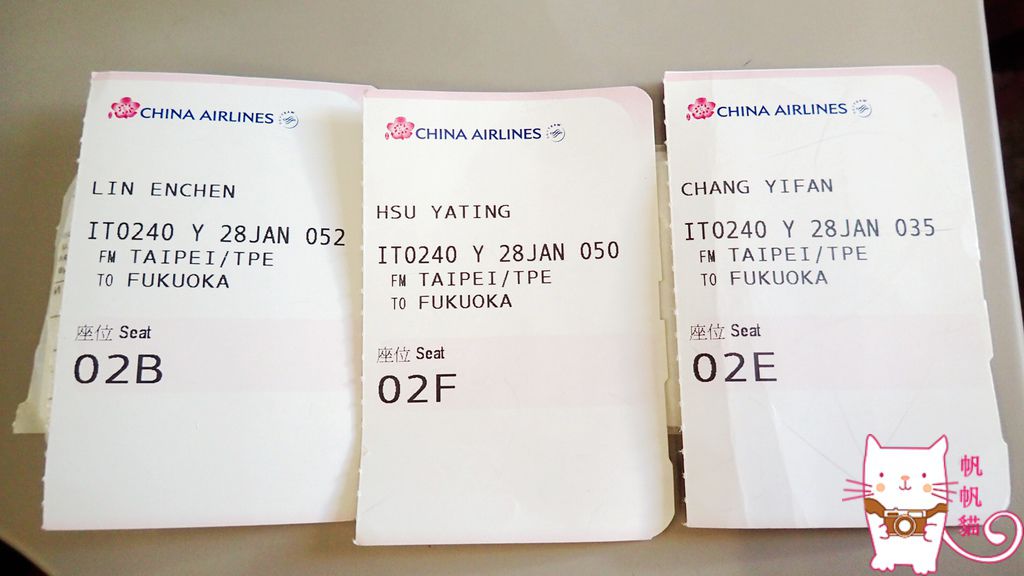 CHINA AIRLINES
LIN ENCHEN
IT0240 Y 28JAN 052
FM TAIPEI/TPE
TO FUKUOKA
座位 Seat
02B
CHINA AIRLINES
HSU YATING
IT0240 Y 28JAN 050
FM TAIPEI/TPE
TO FUKUOKA
座位 Seat
02F
CHINA AIRLINES
CHANG YIFAN
IT0240 Y 28JAN 035
FM TAIPEI/TPE
TO FUKUOKA
座位 Seat
02E
帆帆貓